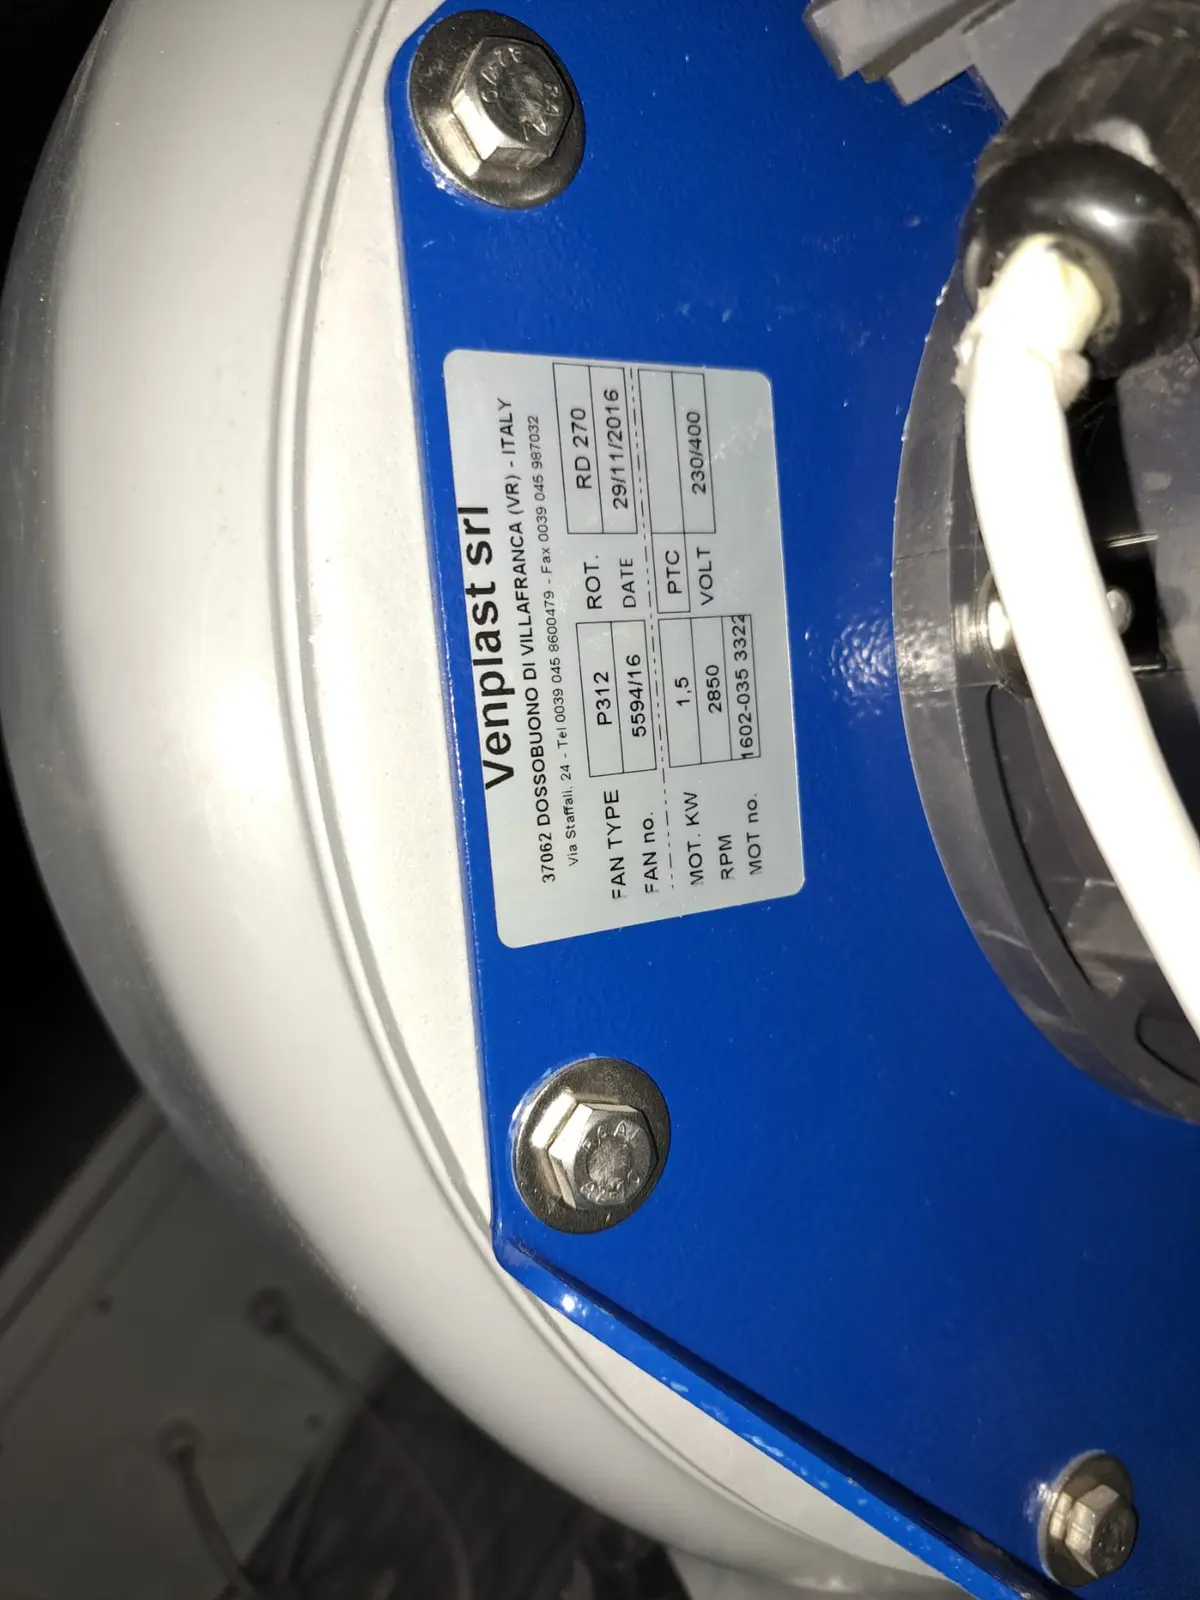 Venplast srl
37062 DOSSOBUONO DI VILLAFRANCA (VR) - ITALY
Via Staffali, 24 - Tel 0039 045 8600479 - Fax 0039 045 987032
FAN TYPE P312 ROT. RD 270
FAN no. 5594/16 DATE 29/11/2016
MOT. KW 1,5 PTC
RPM 2850 VOLT 230/400
MOT no. 1602-035 3322